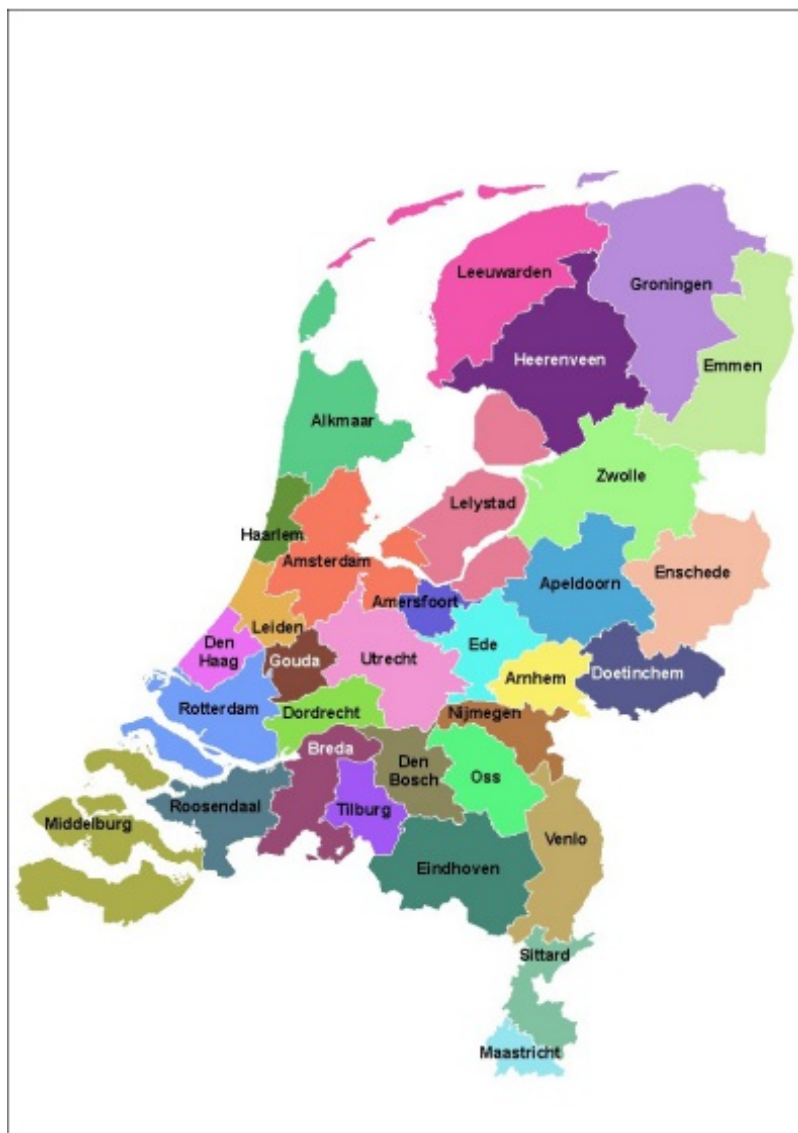 Leeuwarden
Groningen
Heerenveen
Emmen
Alkmaar
Zwolle
Lelystad
Haarlem
Amsterdam
Apeldoorn
Enschede
Amersfoort
Leiden
Den
Haag
Gouda
Utrecht
Ede
Arnhem
Doetinchem
Rotterdam
Dordrecht
Nijmegen
Breda
Den
Bosch
Oss
Roosendaal
Tilburg
Middelburg
Venlo
Eindhoven
Sittard
Maastricht